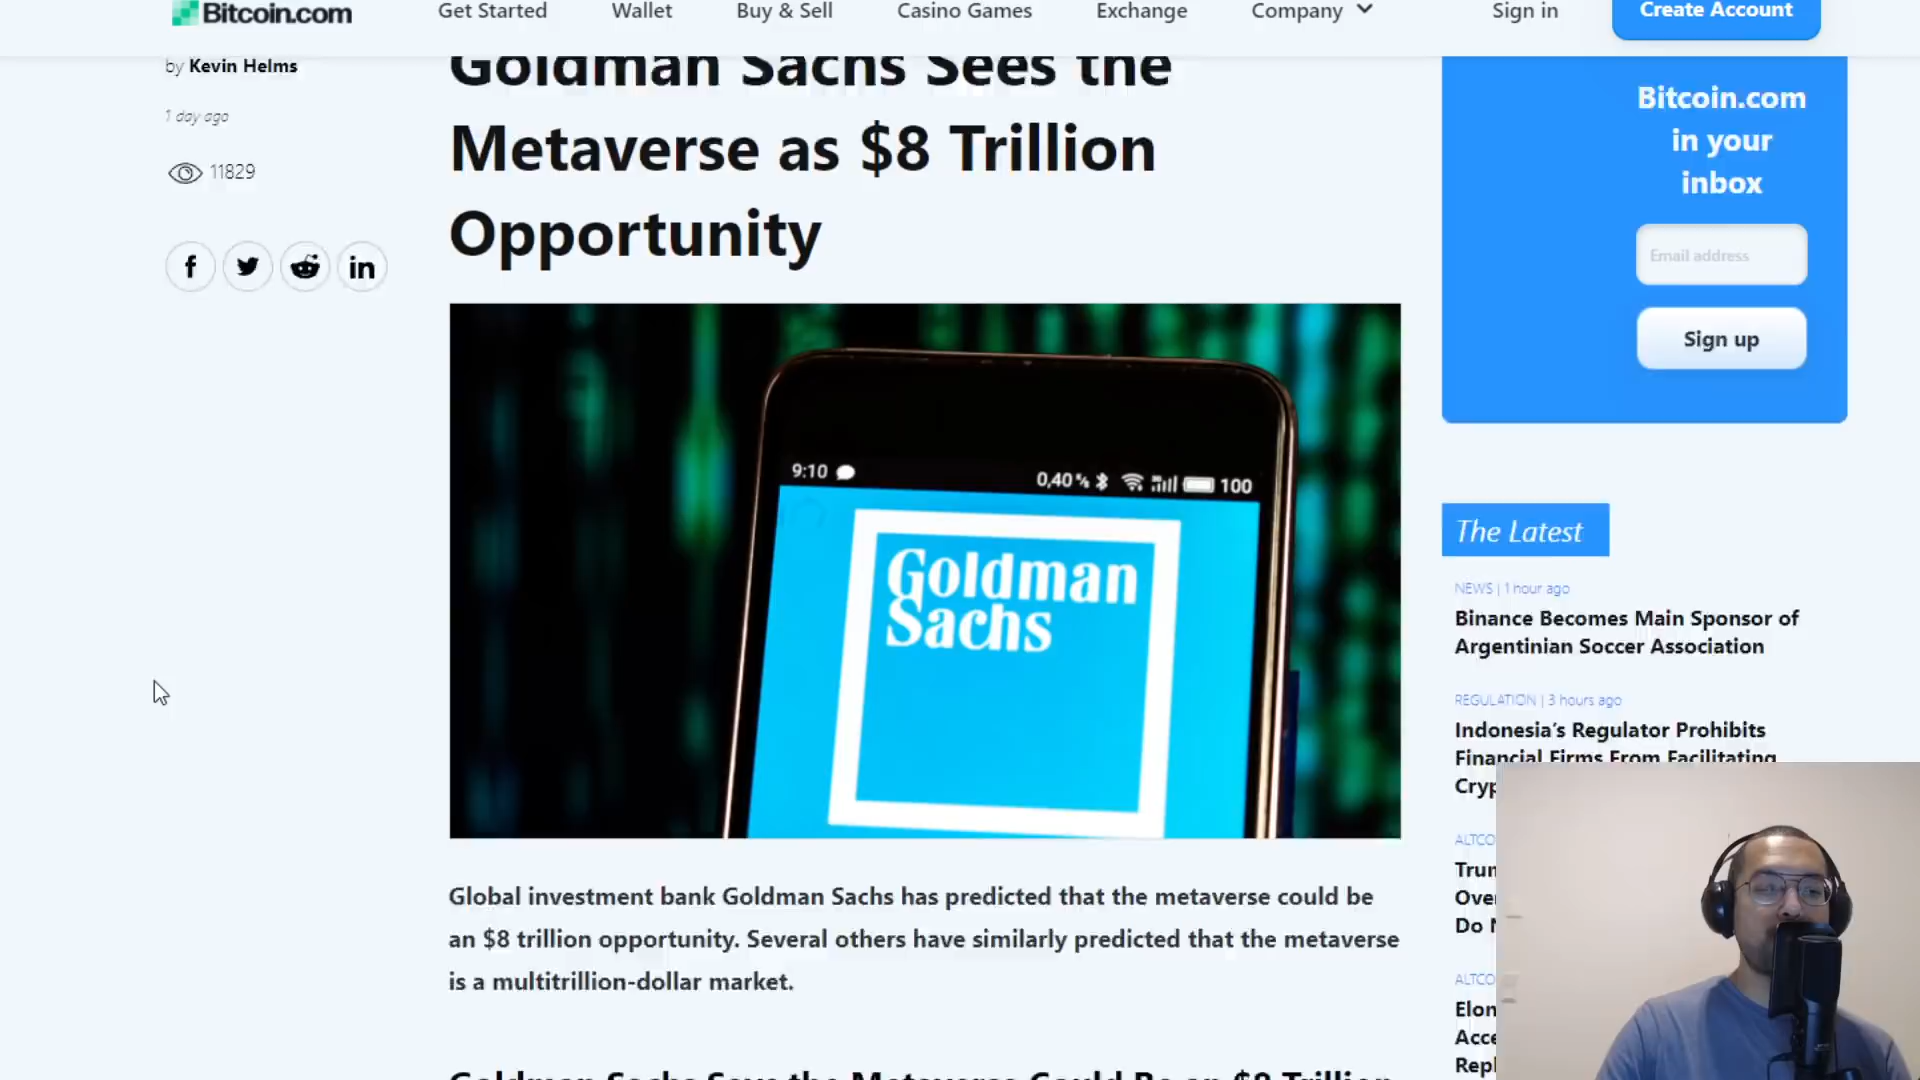 Bitcoin.com
Get Started
Wallet
Buy & Sell
Casino Games
Exchange
Company
Sign in
Create Account
by Kevin Helms
1 day ago
11829
Goldman Sachs Sees the
Metaverse as $8 Trillion
Opportunity
9:10
0,40 %
100
Goldman
Sachs
Global investment bank Goldman Sachs has predicted that the metaverse could be
an $8 trillion opportunity. Several others have similarly predicted that the metaverse
is a multitrillion-dollar market.
Goldman Sachs Says the Metaverse Could Be an $8 Trillion
Bitcoin.com
in your
inbox
Email address
Sign up
The Latest
NEWS | 1 hour ago
Binance Becomes Main Sponsor of
Argentinian Soccer Association
REGULATION | 3 hours ago
Indonesia's Regulator Prohibits
Financial Firms From Facilitating
Cryp
ALTCO
Trum
Over
Do N
ALTCO
Elon
Acce
Repl